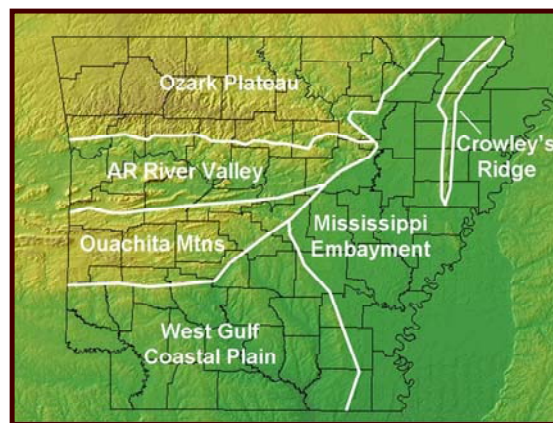 Ozark Plateau
Crowley's
Ridge
AR River Valley
Mississippi
Embayment
Ouachita Mtns
West Gulf
Coastal Plain